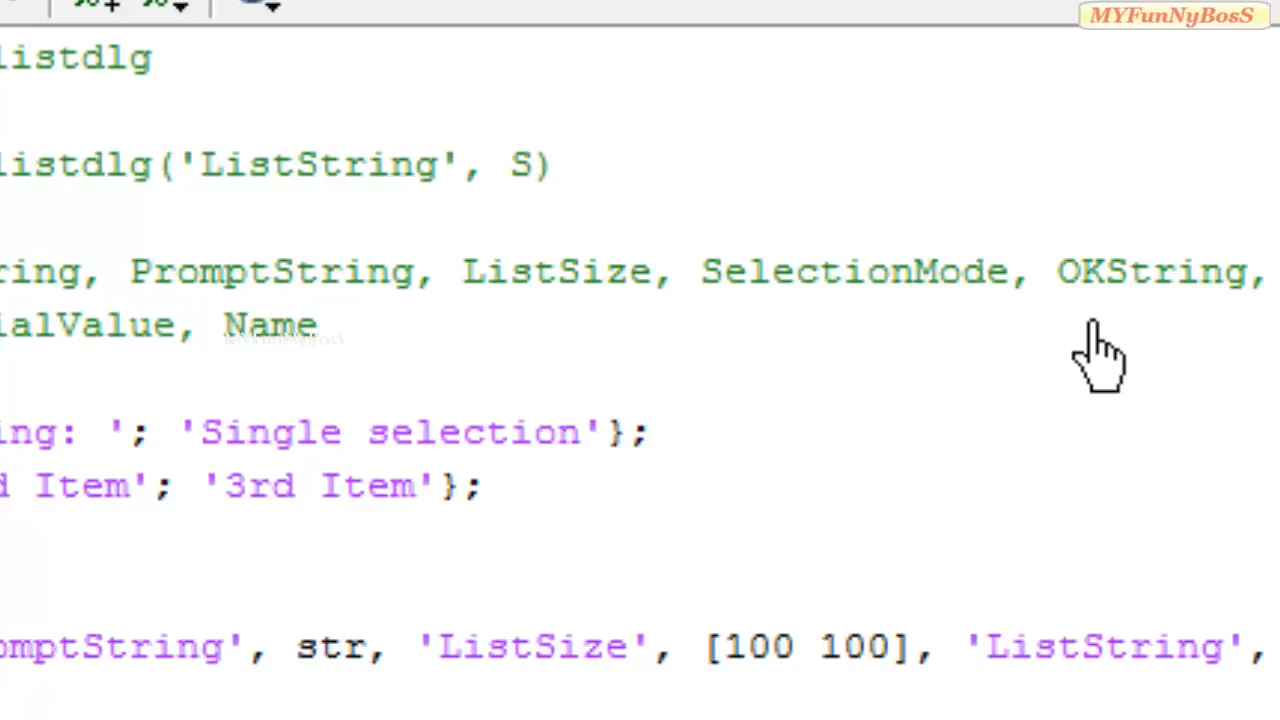 MYFunNyBosS
listdlg
listdlg('ListString', S)
ring, PromptString, ListSize, SelectionMode, OKString,
ialValue, Name
MYFunNyBosS
ing: '; 'Single selection'};
d Item'; '3rd Item'};
omptString', str, 'ListSize', [100 100], 'ListString',